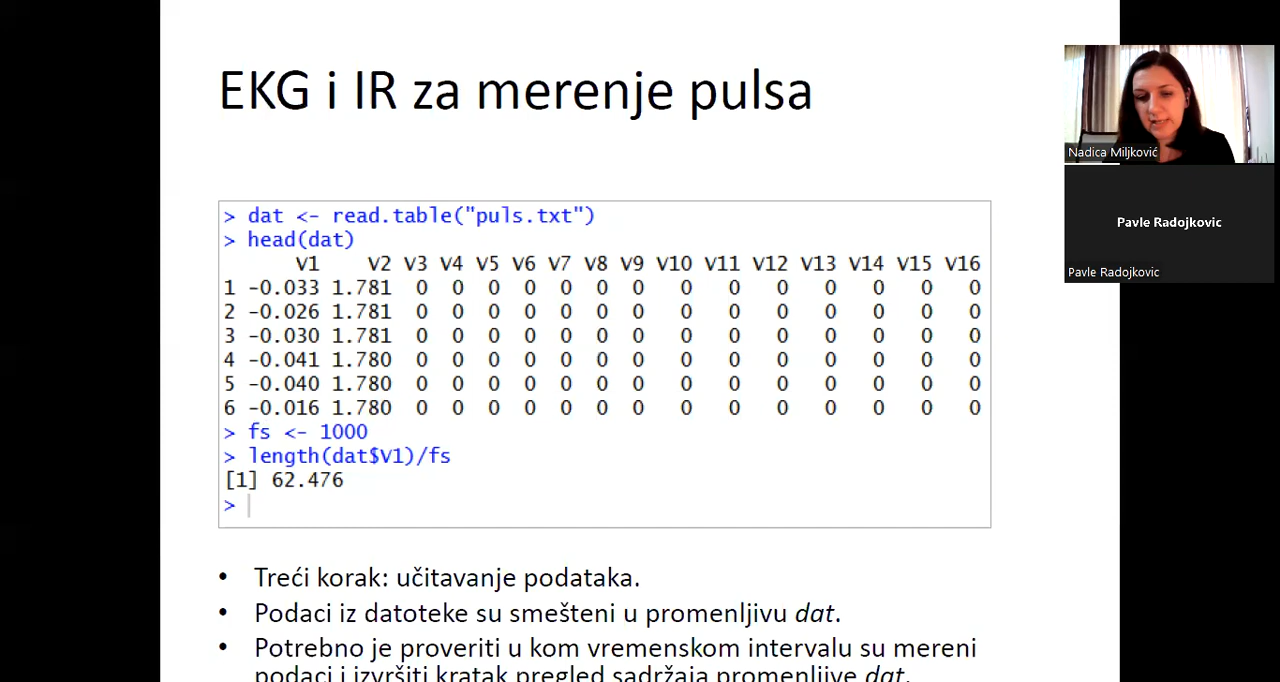 EKG i IR za merenje pulsa
> dat <- read.table("puls.txt")
> head(dat)
V1 V2 V3 V4 V5 V6 V7 V8 V9 V10 V11 V12 V13 V14 V15 V16
1 -0.033 1.781 0 0 0 0 0 0 0 0 0 0 0 0 0 0
2 -0.026 1.781 0 0 0 0 0 0 0 0 0 0 0 0 0 0
3 -0.030 1.781 0 0 0 0 0 0 0 0 0 0 0 0 0 0
4 -0.041 1.780 0 0 0 0 0 0 0 0 0 0 0 0 0 0
5 -0.040 1.780 0 0 0 0 0 0 0 0 0 0 0 0 0 0
6 -0.016 1.780 0 0 0 0 0 0 0 0 0 0 0 0 0 0
> fs <- 1000
> length(dat$V1)/fs
[1] 62.476
>
• Treći korak: učitavanje podataka.
• Podaci iz datoteke su smešteni u promenljivu dat.
• Potrebno je proveriti u kom vremenskom intervalu su mereni
podaci i izvršiti kratak pregled sadržaja promenljive dat.
Nadica Miljković
Pavle Radojkovic
Pavle Radojkovic